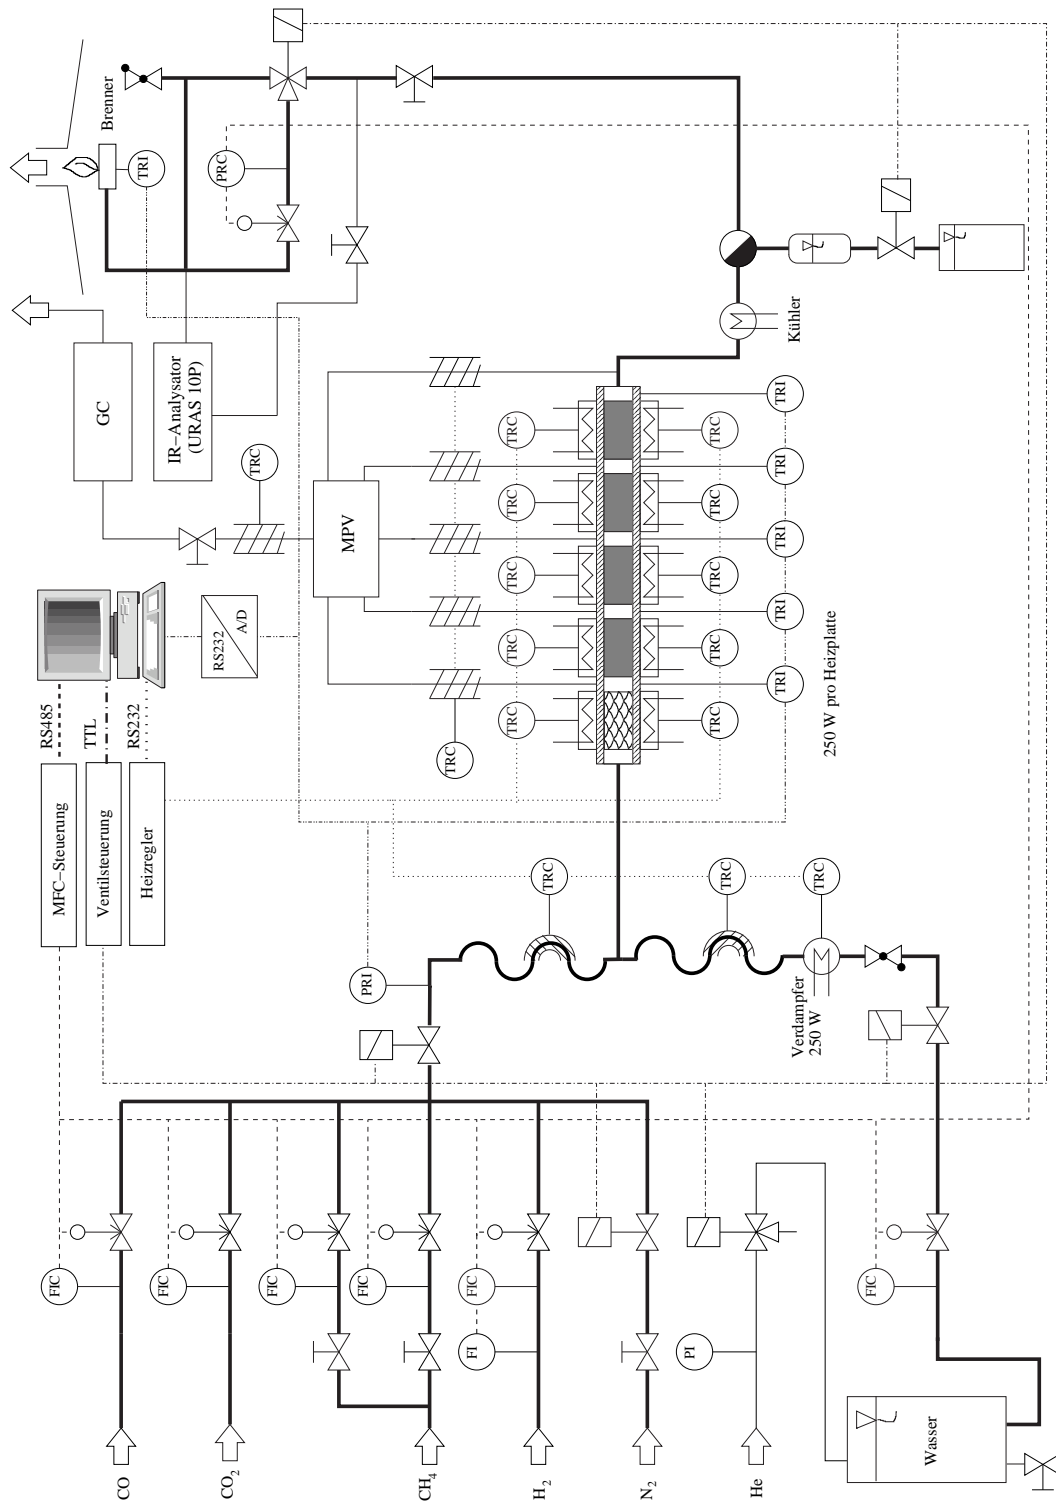 Brenner
TRI
PRC
GC
IR−Analysator
(URAS 10P)
TRC
MPV
Kühler
TRC
TRC
TRC
TRC
TRC
TRC
TRC
TRC
TRC
TRC
TRC
TRI
TRI
TRI
TRI
TRI
250 W pro Heizplatte
RS232
A/D
RS485
TTL
RS232
MFC−Steuerung
Ventilsteuerung
Heizregler
TRC
TRC
TRC
PRI
Verdampfer
250 W
FIC
FIC
FIC
FIC
FIC
FI
PI
FIC
Wasser
CO
CO2
CH4
H2
N2
He